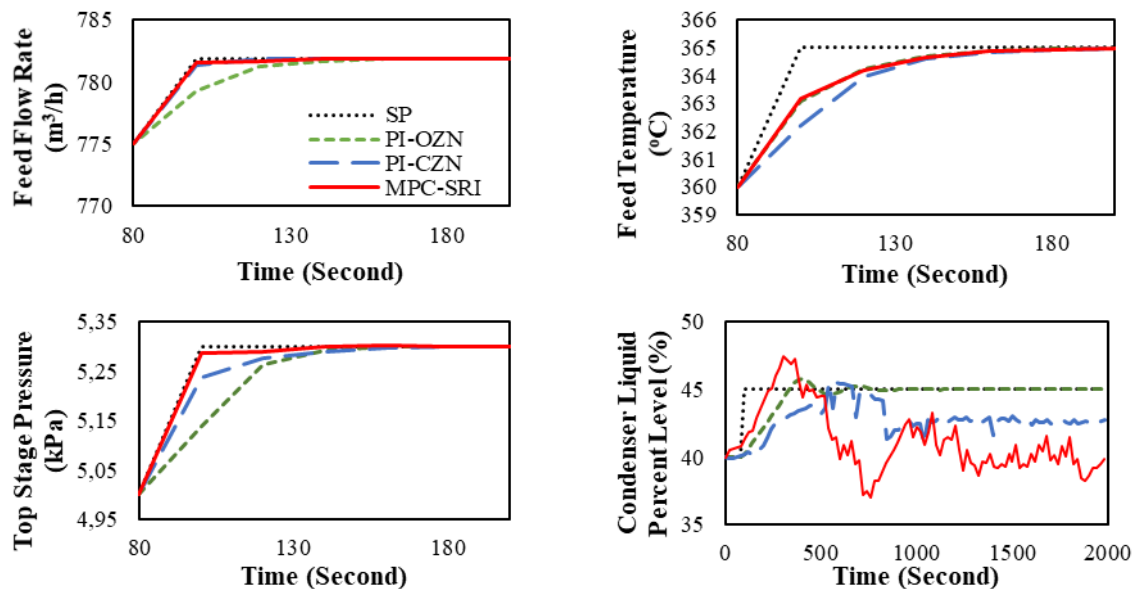 Feed Flow Rate
(m³/h)
785
780
775
770
80
130
180
Time (Second)
SP
PI-OZN
PI-CZN
MPC-SRI
Feed Temperature
(⁰C)
366
365
364
363
362
361
360
359
80
130
180
Time (Second)
Top Stage Pressure
(kPa)
5,35
5,25
5,15
5,05
4,95
80
130
180
Time (Second)
Condenser Liquid
Percent Level (%)
50
45
40
35
0
500
1000
1500
2000
Time (Second)